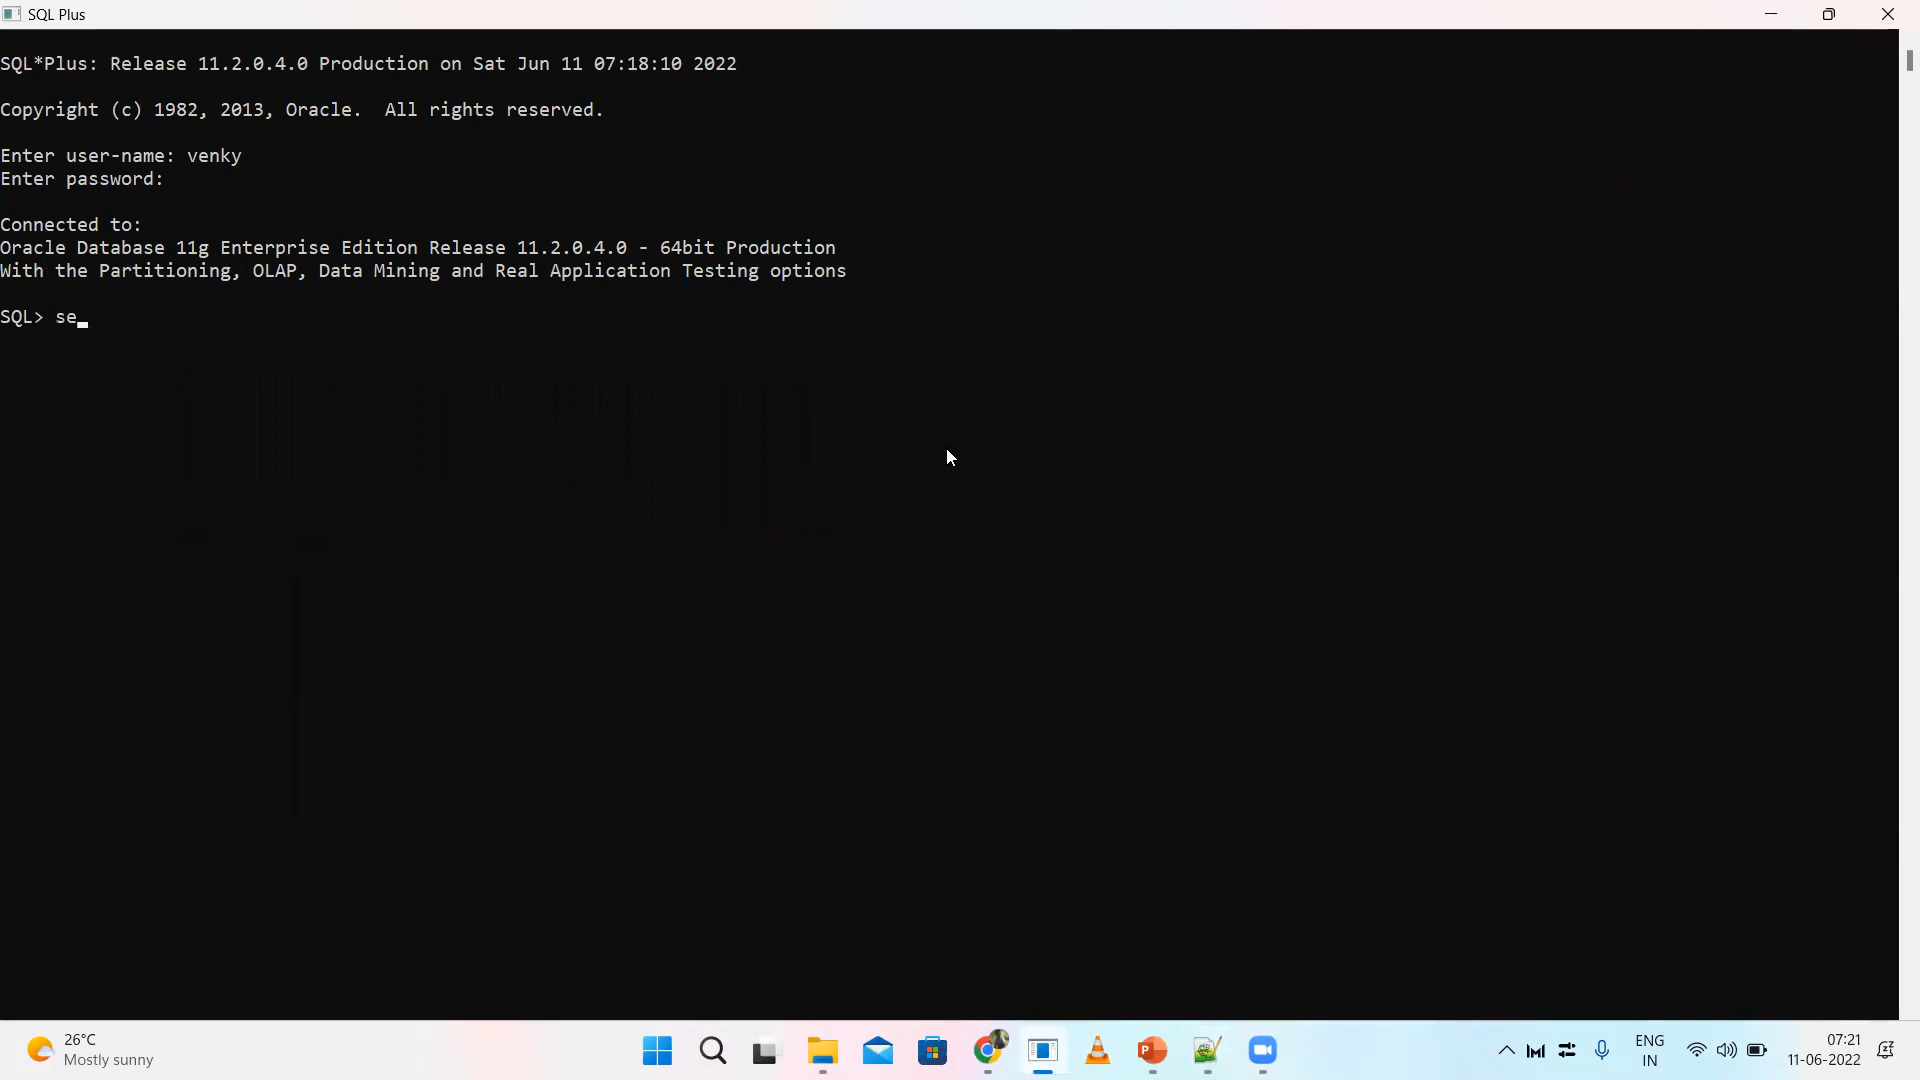 SQL Plus
SQL*Plus: Release 11.2.0.4.0 Production on Sat Jun 11 07:18:10 2022
Copyright (c) 1982, 2013, Oracle.  All rights reserved.
Enter user-name: venky
Enter password:
Connected to:
Oracle Database 11g Enterprise Edition Release 11.2.0.4.0 - 64bit Production
With the Partitioning, OLAP, Data Mining and Real Application Testing options
SQL> se_
26°C
Mostly sunny
ENG
IN
07:21
11-06-2022